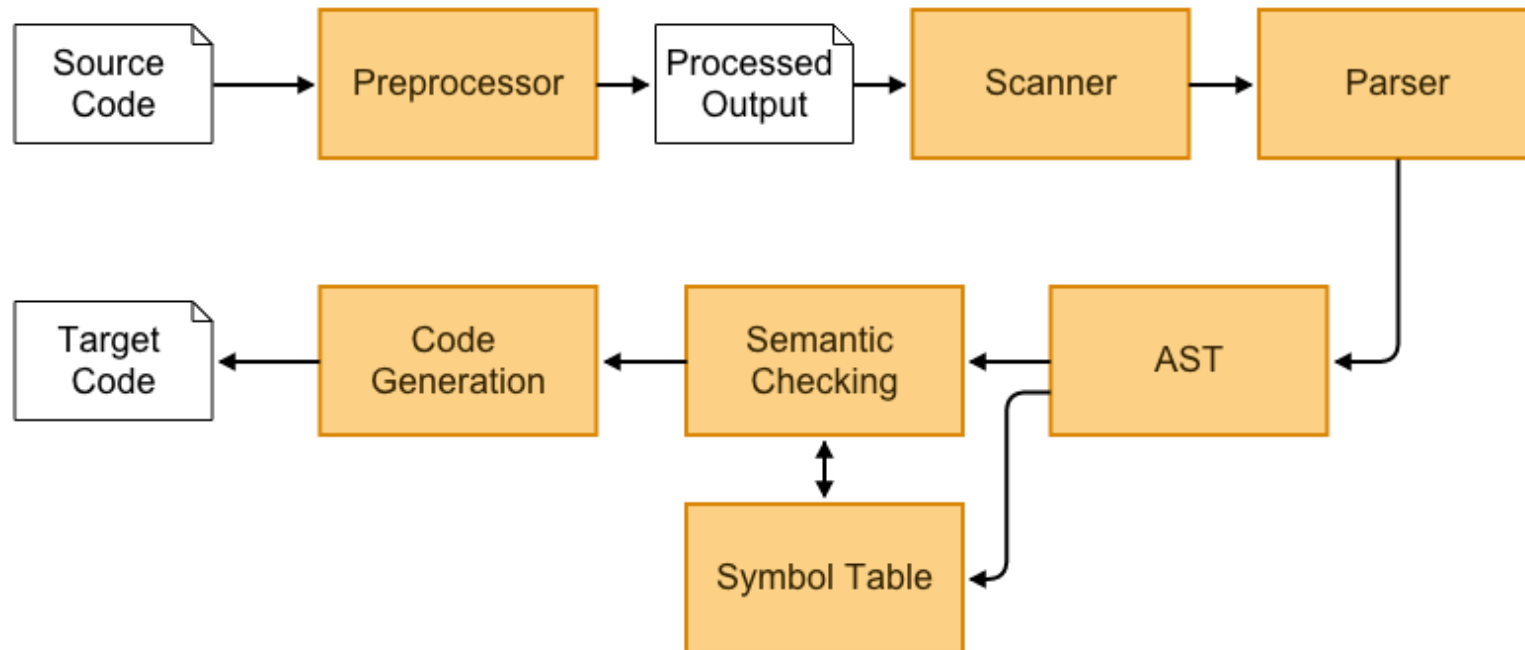 Source
Code
Preprocessor
Processed
Output
Scanner
Parser
Target
Code
Code
Generation
Semantic
Checking
AST
Symbol Table